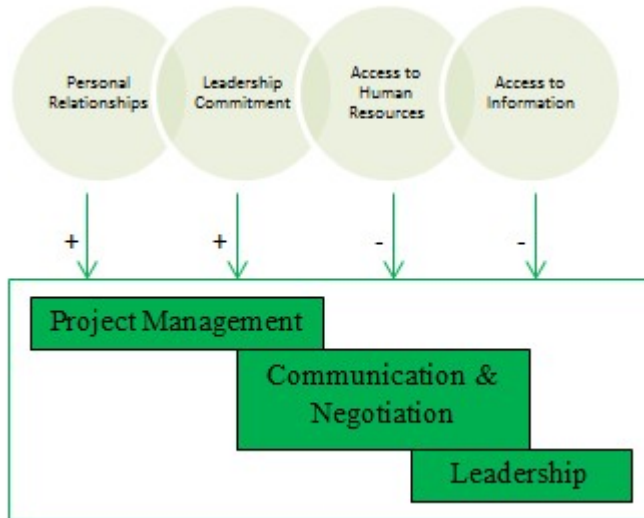 Personal
Relationships
Leadership
Commitment
Access to
Human
Resources
Access to
Information
+
+
-
-
Project Management
Communication &
Negotiation
Leadership